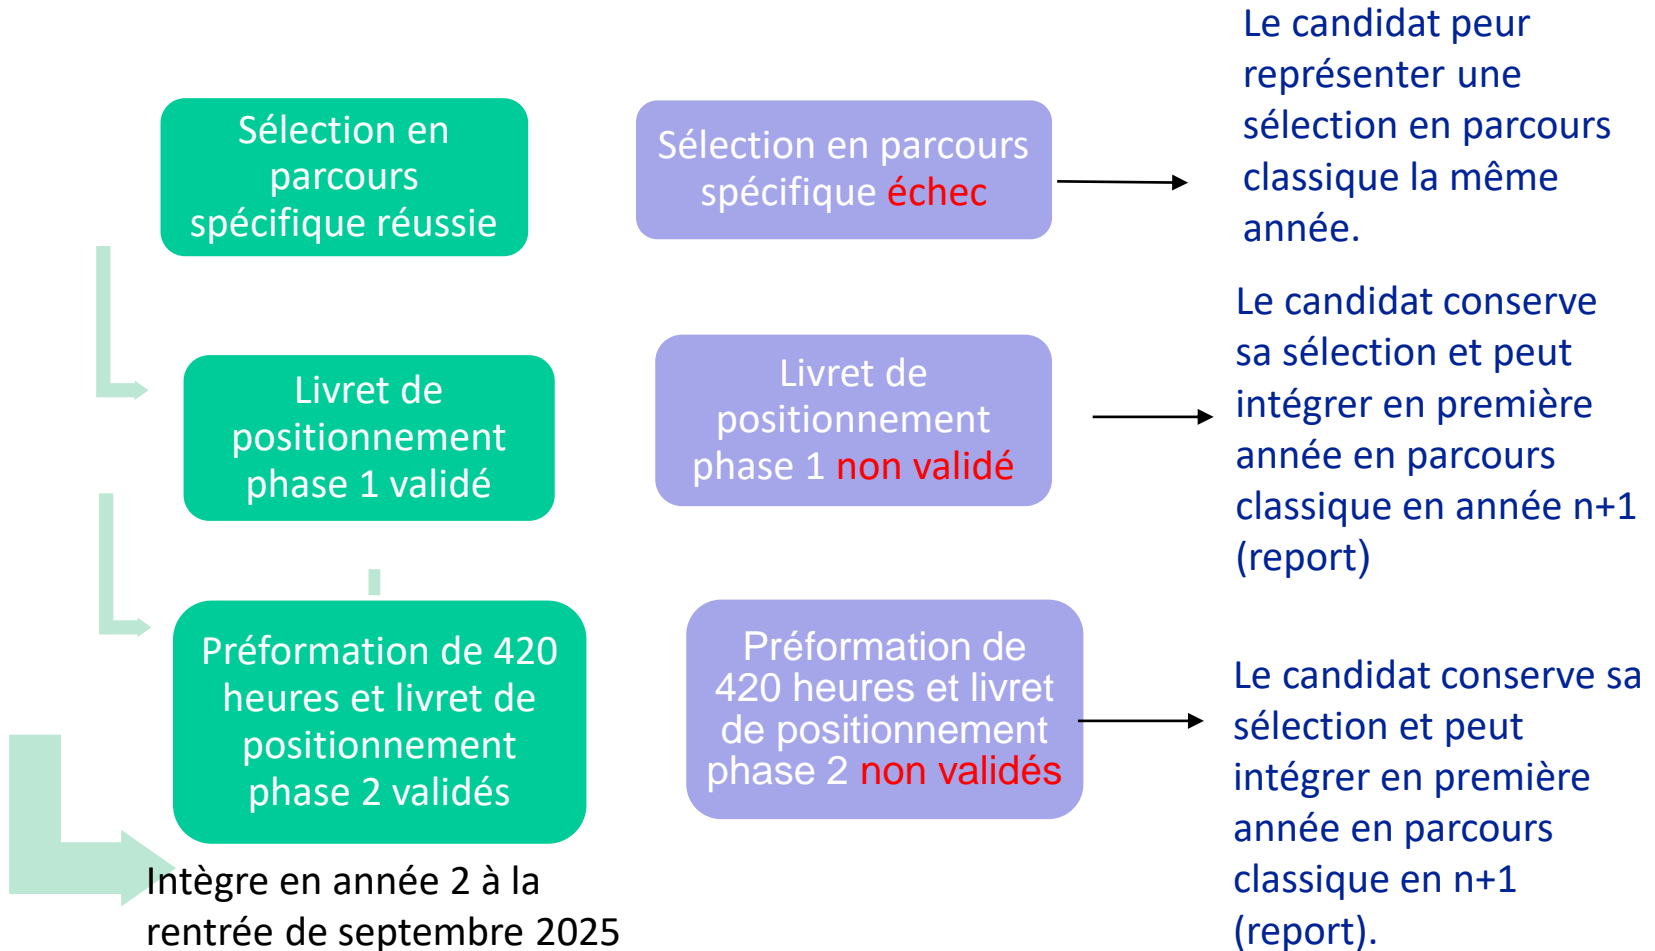 Sélection en
parcours
spécifique réussie
Sélection en parcours
spécifique échec
Le candidat peur
représenter une
sélection en parcours
classique la même
année.
Livret de
positionnement
phase 1 validé
Livret de
positionnement
phase 1 non validé
Le candidat conserve
sa sélection et peut
intégrer en première
année en parcours
classique en année n+1
(report)
Préformation de 420
heures et livret de
positionnement
phase 2 validés
Préformation de
420 heures et livret
de positionnement
phase 2 non validés
Le candidat conserve sa
sélection et peut
intégrer en première
année en parcours
classique en n+1
(report).
Intègre en année 2 à la
rentrée de septembre 2025